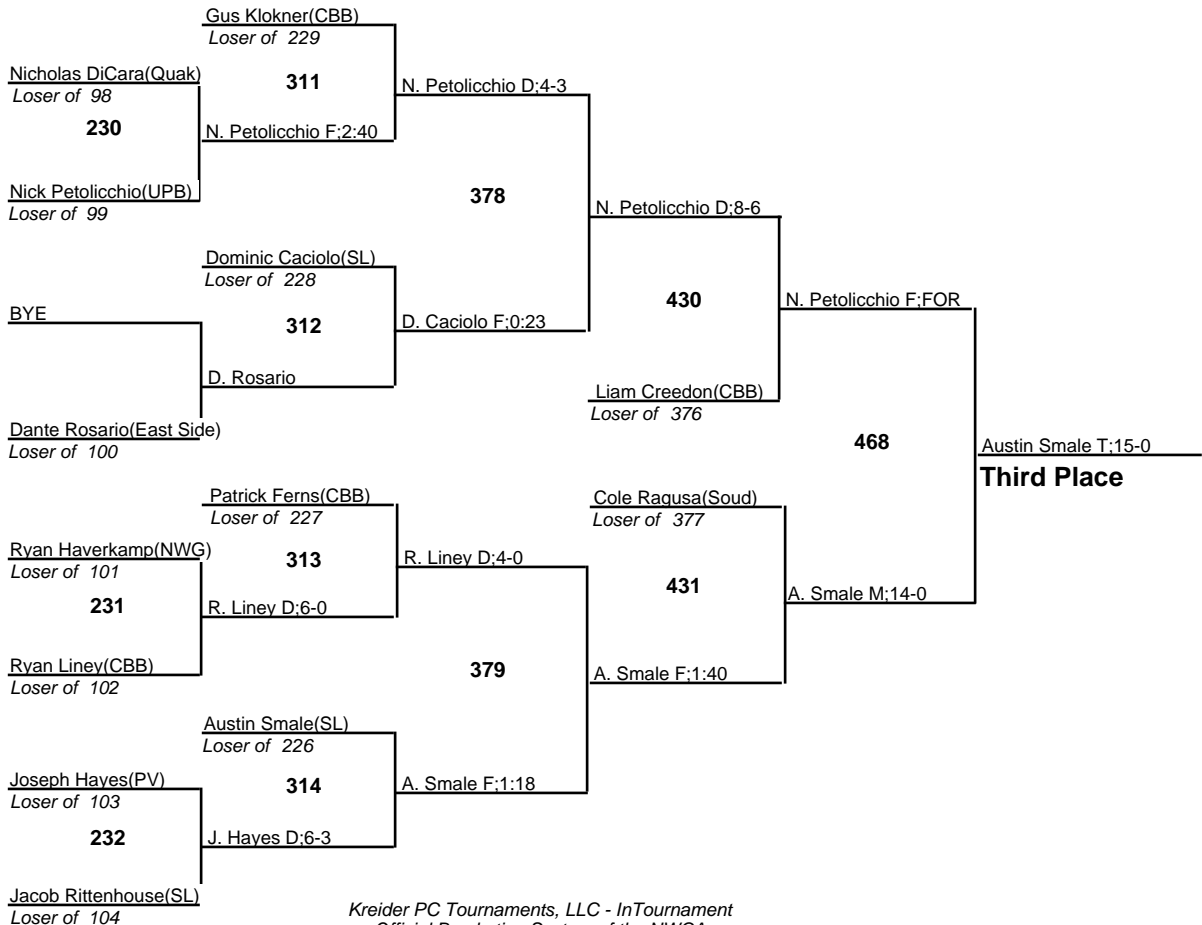 Gus Klokner(CBB)
Loser of 229
Nicholas DiCara(Quak)
Loser of 98
311
N. Petolicchio D;4-3
230
N. Petolicchio F;2:40
Nick Petolicchio(UPB)
Loser of 99
378
N. Petolicchio D;8-6
Dominic Caciolo(SL)
Loser of 228
BYE
312
D. Caciolo F;0:23
430
N. Petolicchio F;FOR
D. Rosario
Liam Creedon(CBB)
Loser of 376
Dante Rosario(East Side)
Loser of 100
468
Austin Smale T;15-0
Third Place
Patrick Ferns(CBB)
Loser of 227
Cole Ragusa(Soud)
Loser of 377
Ryan Haverkamp(NWG)
Loser of 101
313
R. Liney D;4-0
231
R. Liney D;6-0
431
A. Smale M;14-0
Ryan Liney(CBB)
Loser of 102
379
A. Smale F;1:40
Austin Smale(SL)
Loser of 226
Joseph Hayes(PV)
Loser of 103
314
A. Smale F;1:18
232
J. Hayes D;6-3
Jacob Rittenhouse(SL)
Loser of 104
Kreider PC Tournaments, LLC - InTournament